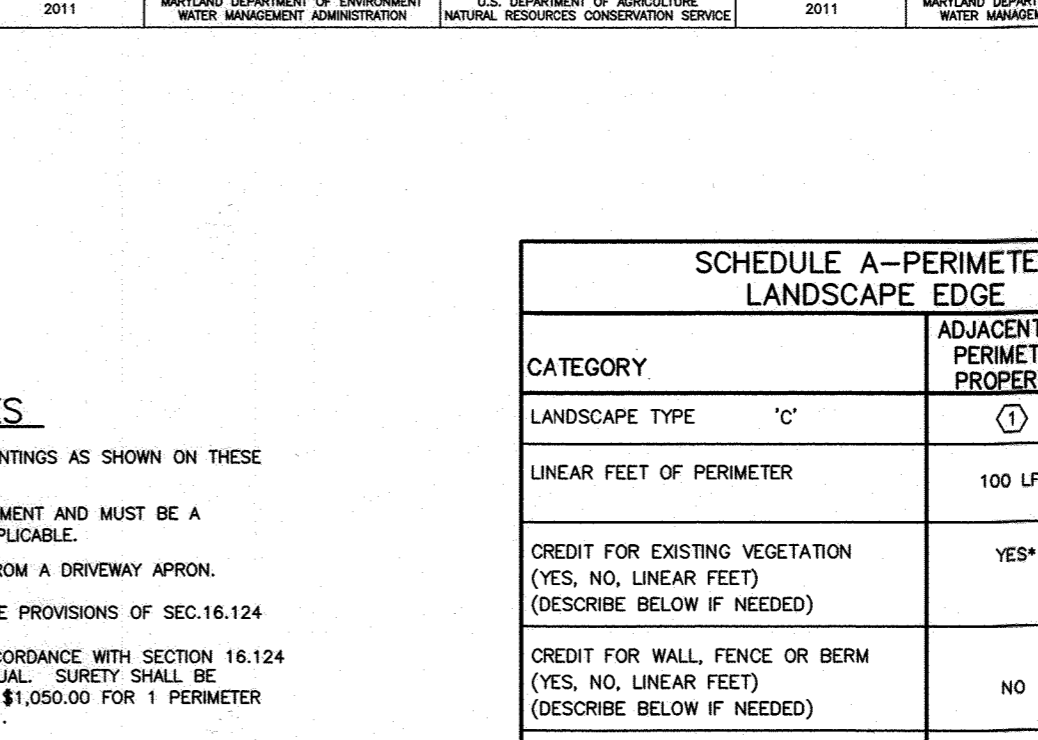 2011
MARYLAND DEPARTMENT OF ENVIRONMENT
WATER MANAGEMENT ADMINISTRATION
U.S. DEPARTMENT OF AGRICULTURE
NATURAL RESOURCES CONSERVATION SERVICE
2011
WATER
NTINGS AS SHOWN ON THESE
MENT AND MUST BE A
PLICABLE.
ROM A DRIVEWAY APRON.
E PROVISIONS OF SEC.16.124
CORDANCE WITH SECTION 16.124
UAL. SURETY SHALL BE
$1,050.00 FOR 1 PERIMETER
SCHEDULE A-PERIMETE
LANDSCAPE EDGE
CATEGORY
ADJACENT
PERIMET
PROPER
LANDSCAPE TYPE 'C'
1
LINEAR FEET OF PERIMETER
100 LF
CREDIT FOR EXISTING VEGETATION
(YES, NO, LINEAR FEET)
(DESCRIBE BELOW IF NEEDED)
YES*
CREDIT FOR WALL, FENCE OR BERM
(YES, NO, LINEAR FEET)
(DESCRIBE BELOW IF NEEDED)
NO